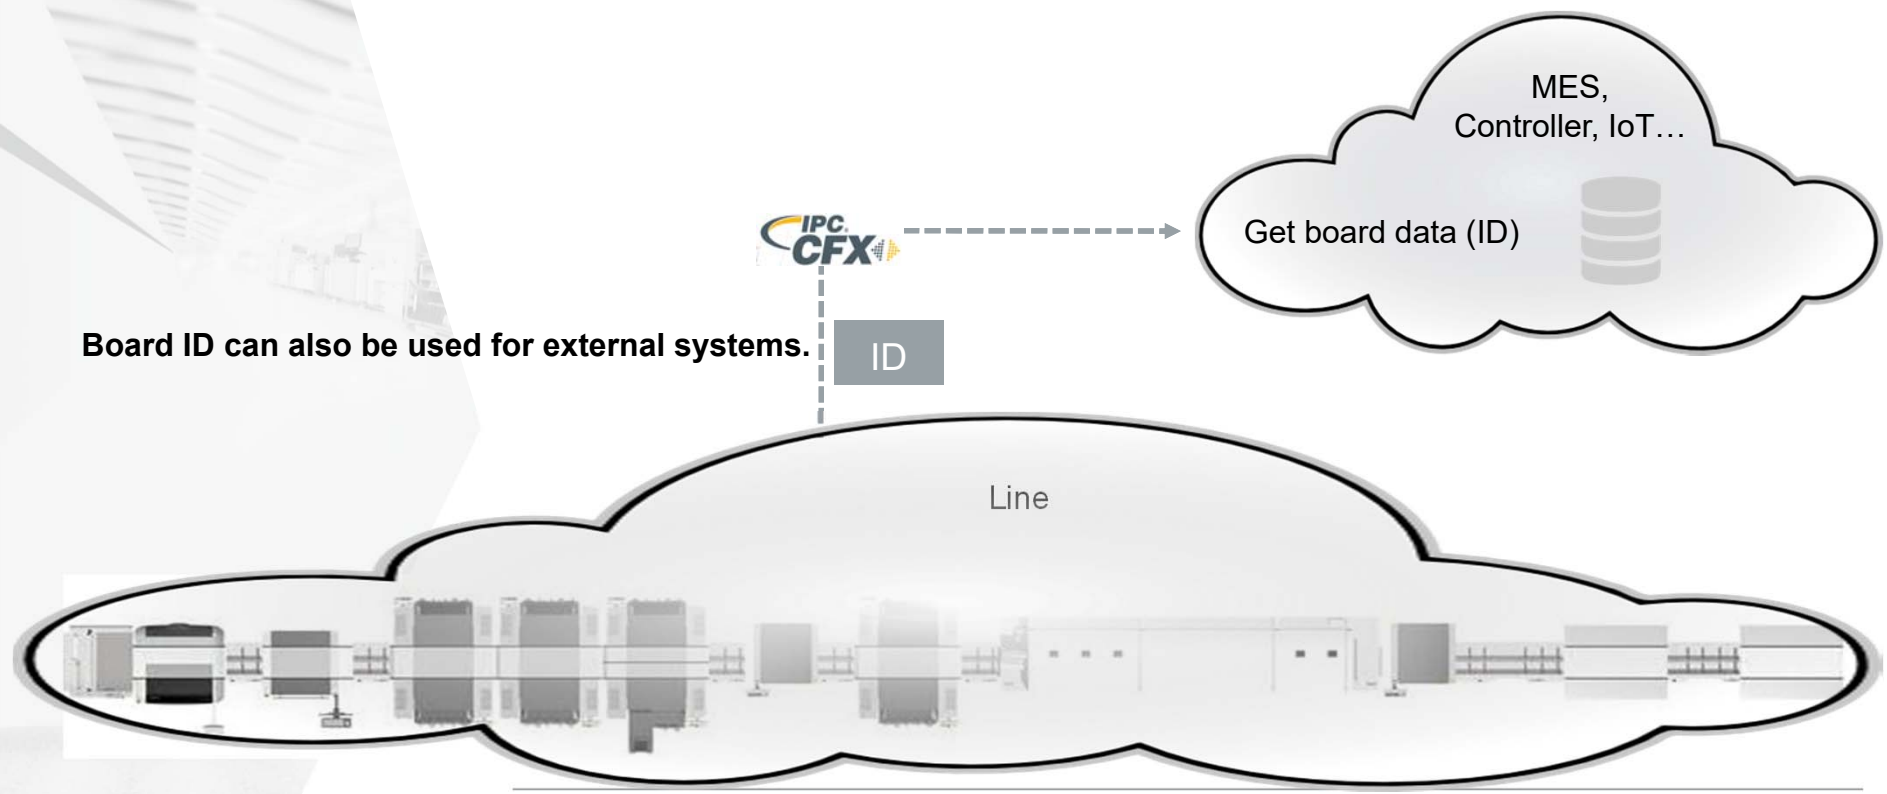 MES,
Controller, IoT…
IPC.
CFX
Get board data (ID)
Board ID can also be used for external systems.
ID
Line